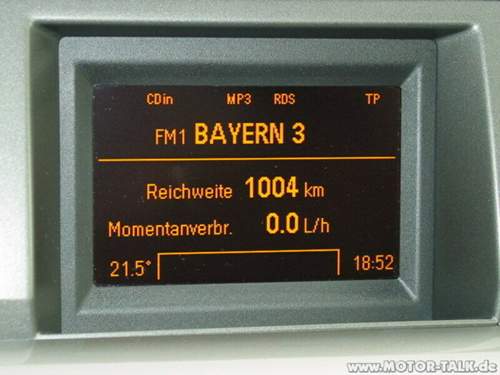 CDin MP3 RDS TP
FM1 BAYERN 3
Reichweite 1004 km
Momentanverbr. 0.0 L/h
21.5° 18:52
www.MOTOR-TALK.de